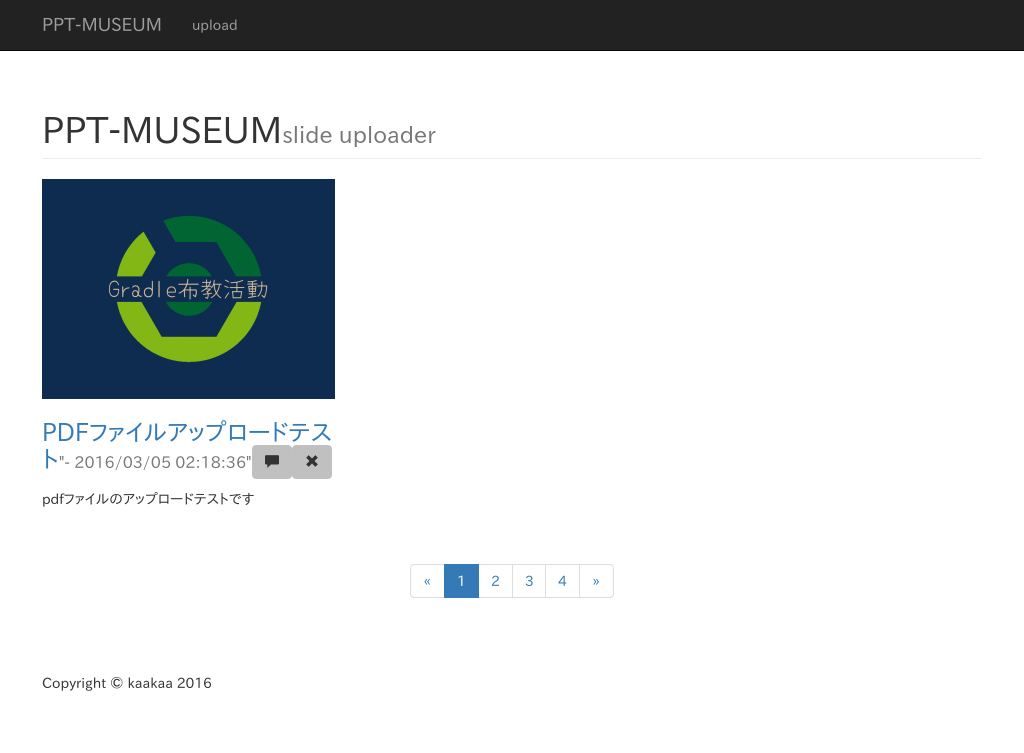 PPT-MUSEUM upload
PPT-MUSEUM slide uploader
Gradle布教活動
PDFファイルアップロードテス
ト"- 2016/03/05 02:18:36"
pdfファイルのアップロードテストです
« 1 2 3 4 »
Copyright © kaakaa 2016